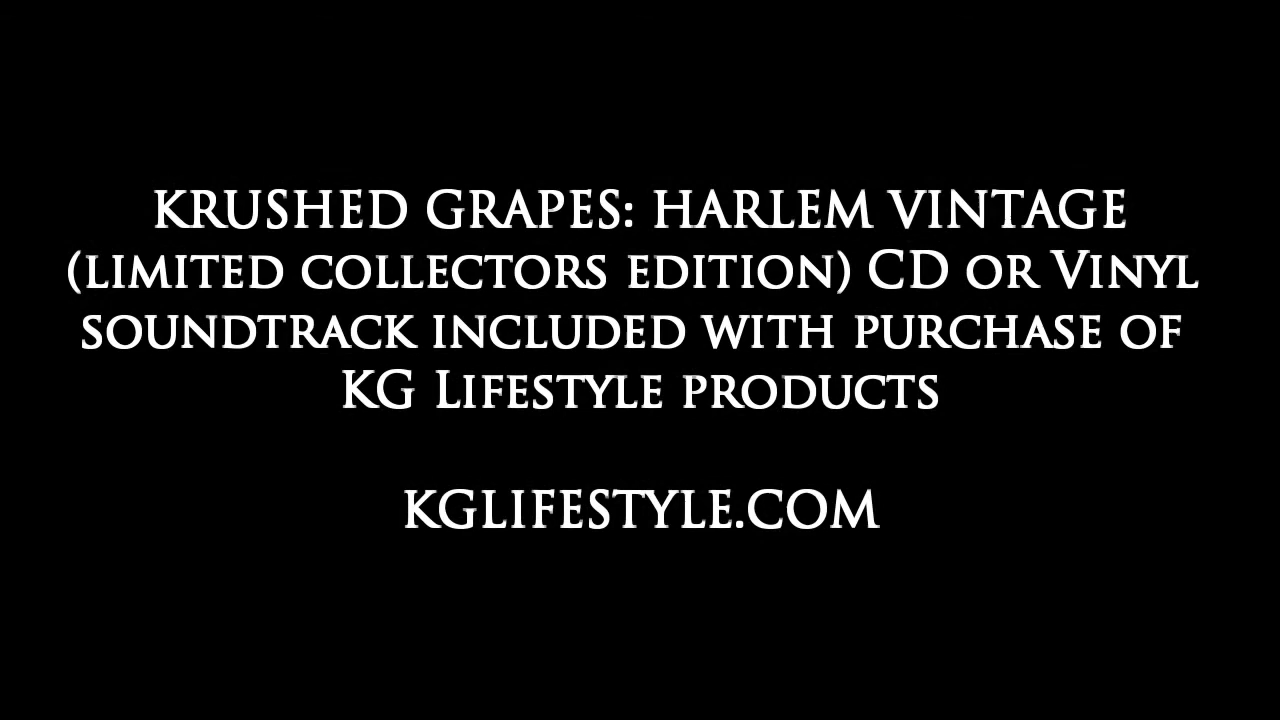 KRUSHED GRAPES: HARLEM VINTAGE
(LIMITED COLLECTORS EDITION) CD OR VINYL
SOUNDTRACK INCLUDED WITH PURCHASE OF
KG LIFESTYLE PRODUCTS
KGLIFESTYLE.COM